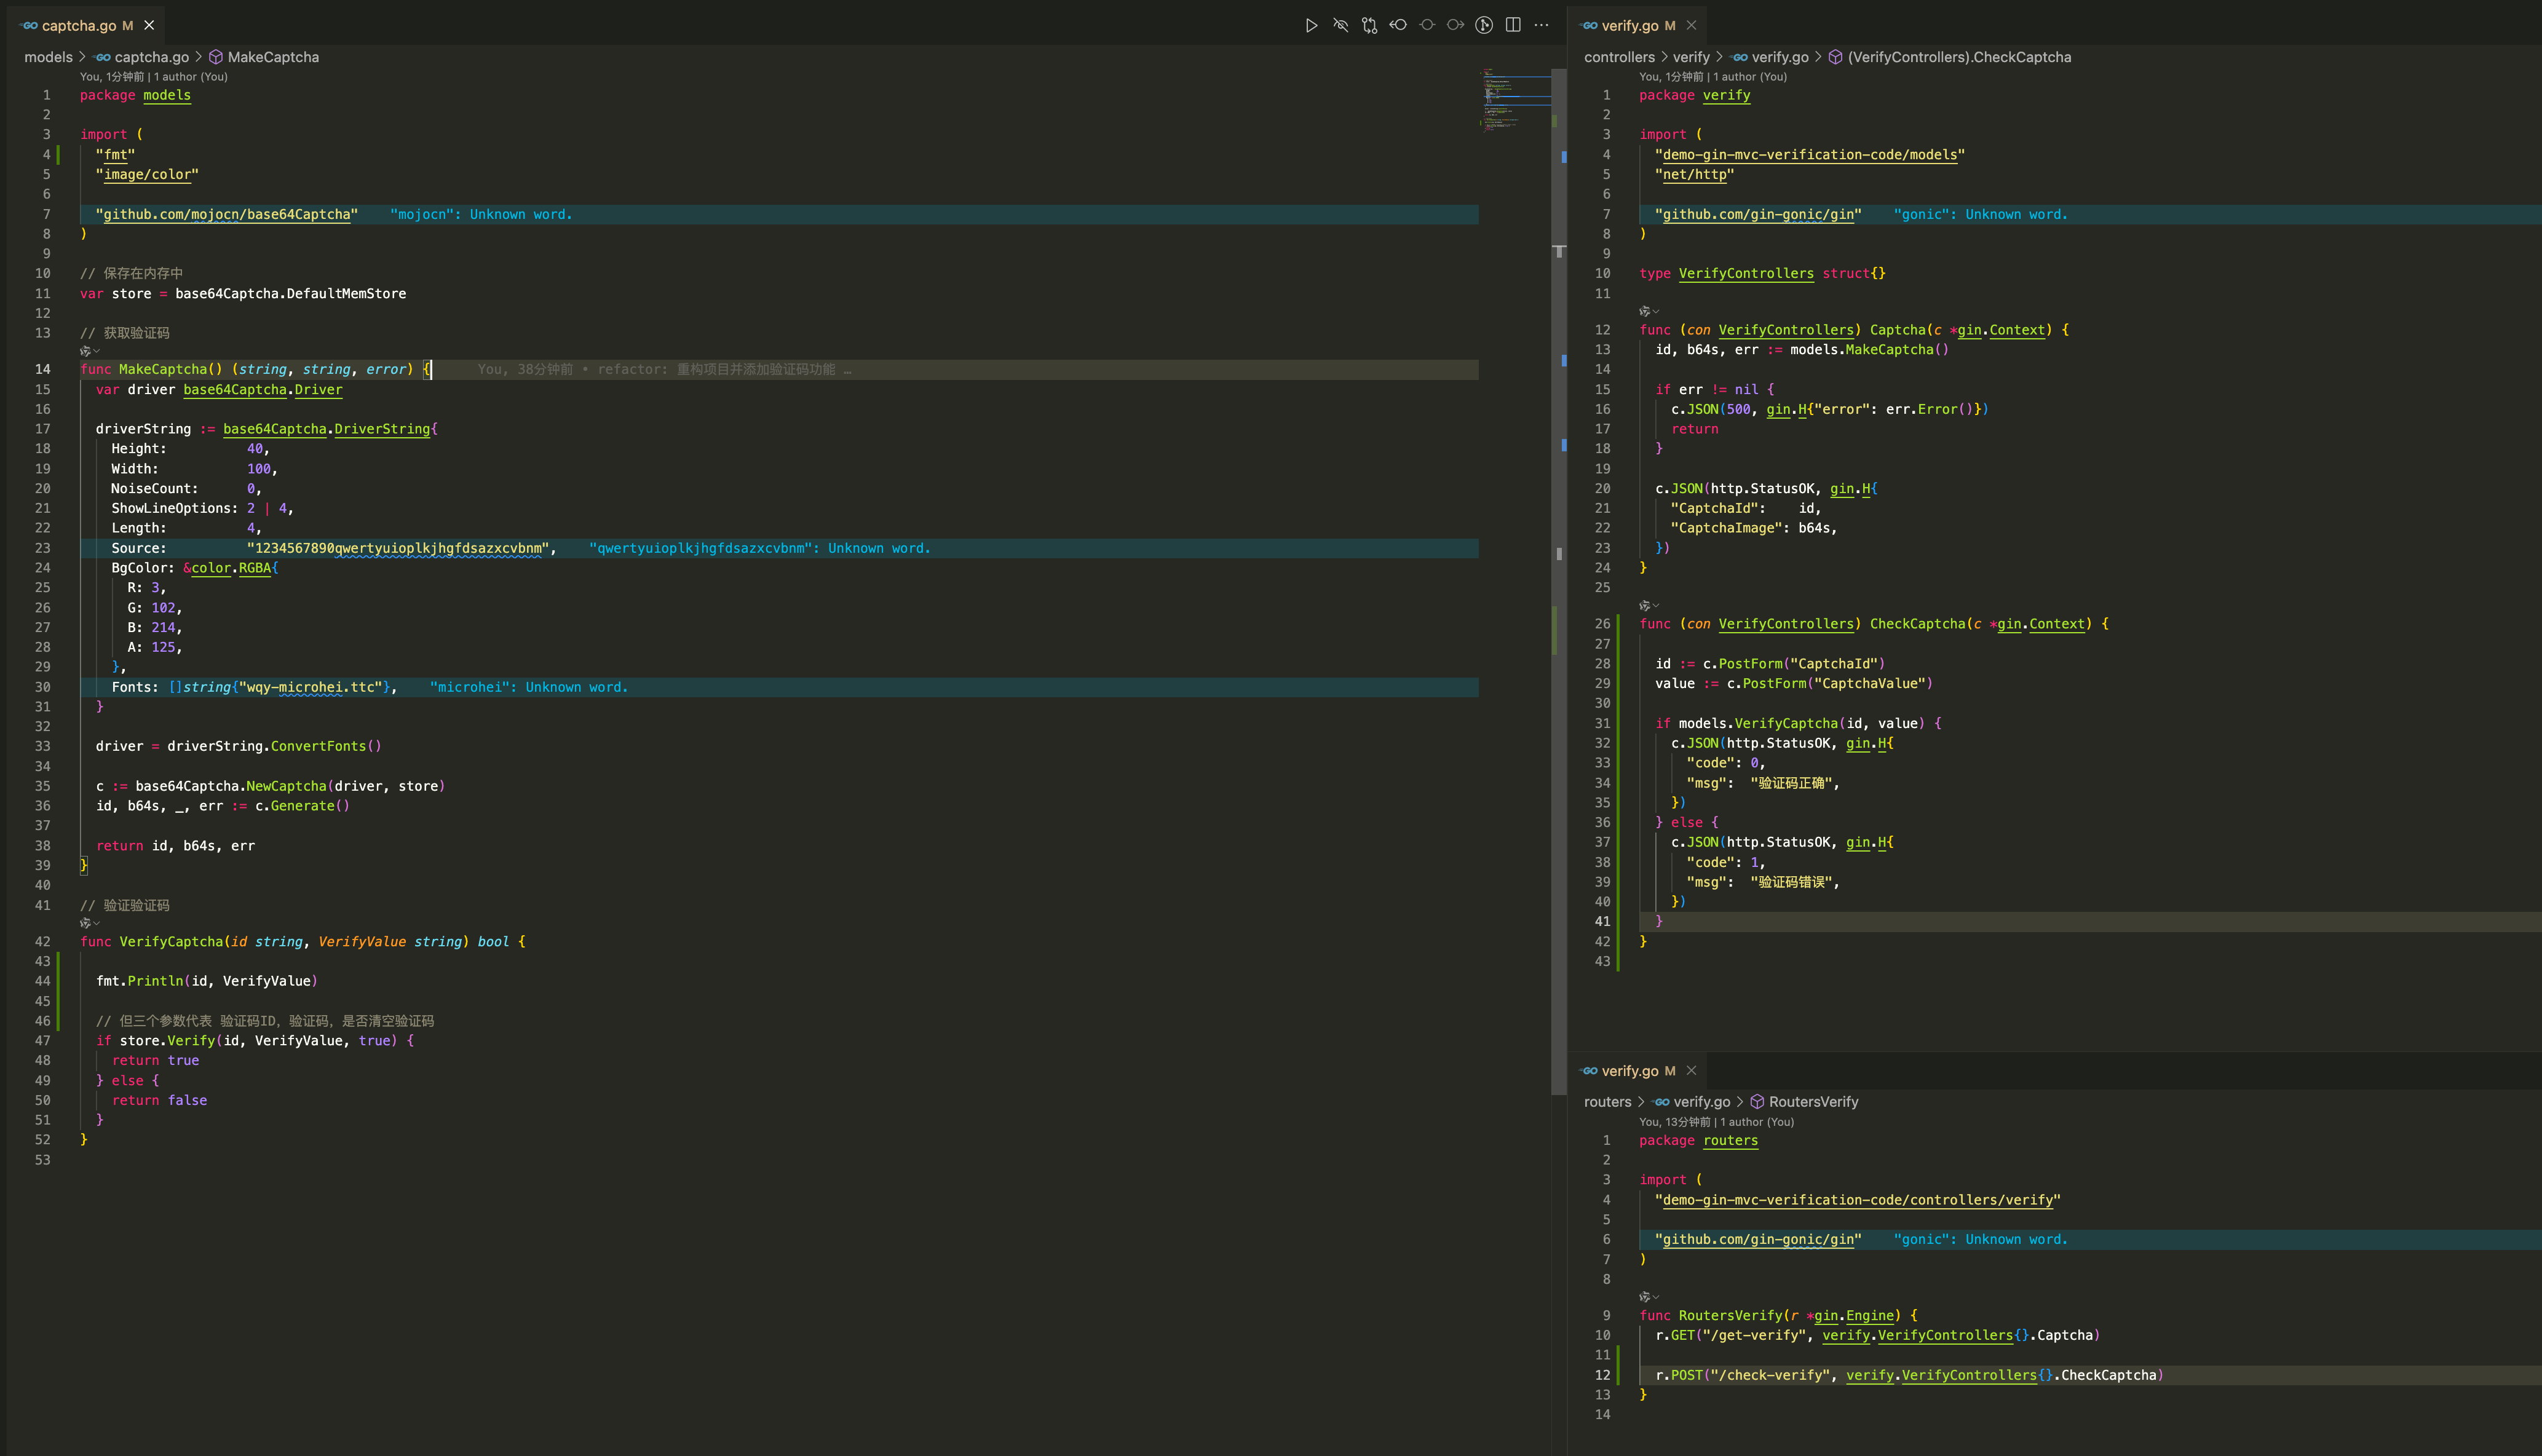 captcha.go M
models > captcha.go > MakeCaptcha
You, 1分钟前 | 1 author (You)
1 package models
2
3 import (
4 "fmt"
5 "image/color"
6
7 "github.com/mojocn/base64Captcha" "mojocn": Unknown word.
8 )
9
10 // 保存在内存中
11 var store = base64Captcha.DefaultMemStore
12
13 // 获取验证码
14 func MakeCaptcha() (string, string, error) { You, 38分钟前 • refactor: 重构项目并添加验证码功能 …
15 var driver base64Captcha.Driver
16
17 driverString := base64Captcha.DriverString{
18 Height: 40,
19 Width: 100,
20 NoiseCount: 0,
21 ShowLineOptions: 2 | 4,
22 Length: 4,
23 Source: "1234567890qwertyuioplkjhgfdsazxcvbnm", "qwertyuioplkjhgfdsazxcvbnm": Unknown word.
24 BgColor: &color.RGBA{
25 R: 3,
26 G: 102,
27 B: 214,
28 A: 125,
29 },
30 Fonts: []string{"wqy-microhei.ttc"}, "microhei": Unknown word.
31 }
32
33 driver = driverString.ConvertFonts()
34
35 c := base64Captcha.NewCaptcha(driver, store)
36 id, b64s, _, err := c.Generate()
37
38 return id, b64s, err
39 }
40
41 // 验证验证码
42 func VerifyCaptcha(id string, VerifyValue string) bool {
43
44 fmt.Println(id, VerifyValue)
45
46 // 但三个参数代表 验证码ID, 验证码, 是否清空验证码
47 if store.Verify(id, VerifyValue, true) {
48 return true
49 } else {
50 return false
51 }
52 }
53
verify.go M
controllers > verify > verify.go > (VerifyControllers).CheckCaptcha
You, 1分钟前 | 1 author (You)
1 package verify
2
3 import (
4 "demo-gin-mvc-verification-code/models"
5 "net/http"
6
7 "github.com/gin-gonic/gin" "gonic": Unknown word.
8 )
9
10 type VerifyControllers struct{}
11
12 func (con VerifyControllers) Captcha(c *gin.Context) {
13 id, b64s, err := models.MakeCaptcha()
14
15 if err != nil {
16 c.JSON(500, gin.H{"error": err.Error()})
17 return
18 }
19
20 c.JSON(http.StatusOK, gin.H{
21 "CaptchaId": id,
22 "CaptchaImage": b64s,
23 })
24 }
25
26 func (con VerifyControllers) CheckCaptcha(c *gin.Context) {
27
28 id := c.PostForm("CaptchaId")
29 value := c.PostForm("CaptchaValue")
30
31 if models.VerifyCaptcha(id, value) {
32 c.JSON(http.StatusOK, gin.H{
33 "code": 0,
34 "msg": "验证码正确",
35 })
36 } else {
37 c.JSON(http.StatusOK, gin.H{
38 "code": 1,
39 "msg": "验证码错误",
40 })
41 }
42 }
43
verify.go M
routers > verify.go > RoutersVerify
You, 13分钟前 | 1 author (You)
1 package routers
2
3 import (
4 "demo-gin-mvc-verification-code/controllers/verify"
5
6 "github.com/gin-gonic/gin" "gonic": Unknown word.
7 )
8
9 func RoutersVerify(r *gin.Engine) {
10 r.GET("/get-verify", verify.VerifyControllers{}.Captcha)
11
12 r.POST("/check-verify", verify.VerifyControllers{}.CheckCaptcha)
13 }
14